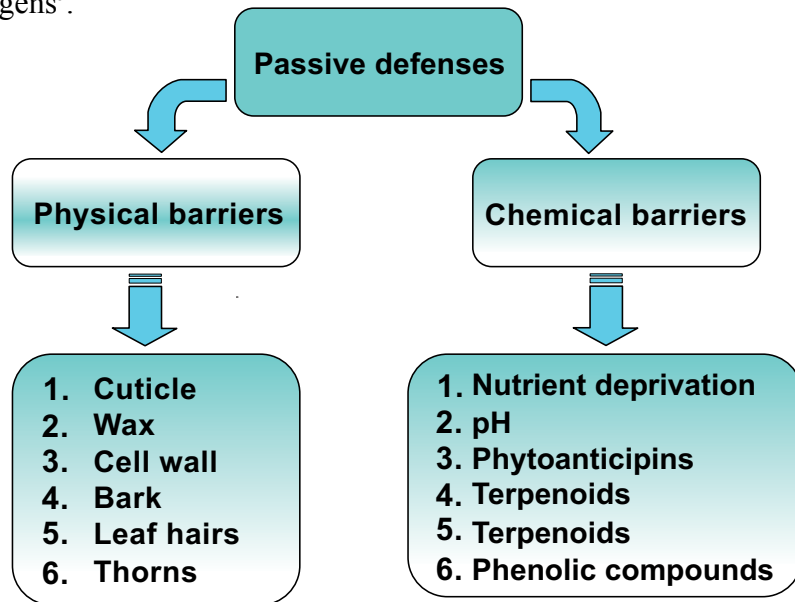 gens'.
Passive defenses
Physical barriers
Chemical barriers
1. Cuticle
2. Wax
3. Cell wall
4. Bark
5. Leaf hairs
6. Thorns
1. Nutrient deprivation
2. pH
3. Phytoanticipins
4. Terpenoids
5. Terpenoids
6. Phenolic compounds